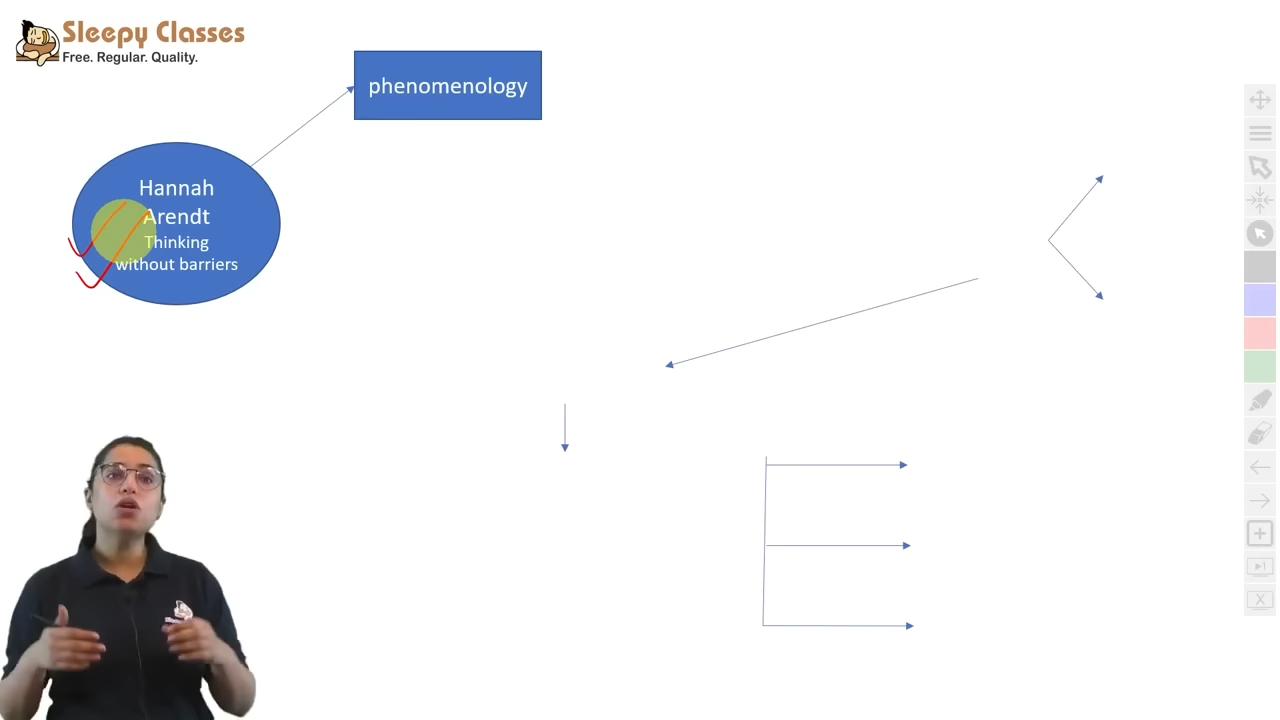 Sleepy Classes
Free. Regular. Quality.
phenomenology
Hannah
Arendt
Thinking
without barriers